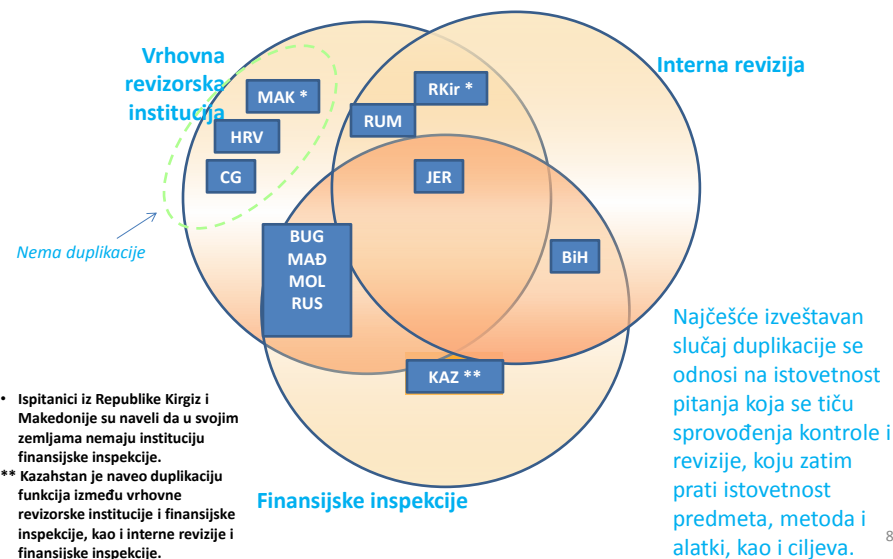 Vrhovna
revizorska
institucija
Interna revizija
MAK *
RKir *
RUM
HRV
CG
JER
Nema duplikacije
BUG
MAĐ
MOL
RUS
BiH
KAZ **
Finansijske inspekcije
• Ispitanici iz Republike Kirgiz i
Makedonije su naveli da u svojim
zemljama nemaju instituciju
finansijske inspekcije.
** Kazahstan je naveo duplikaciju
funkcija između vrhovne
revizorske institucije i finansijske
inspekcije, kao i interne revizije i
finansijske inspekcije.
Najčešće izveštavan
slučaj duplikacije se
odnosi na istovetnost
pitanja koja se tiču
sprovođenja kontrole i
revizije, koju zatim
prati istovetnost
predmeta, metoda i
alatki, kao i ciljeva.
8